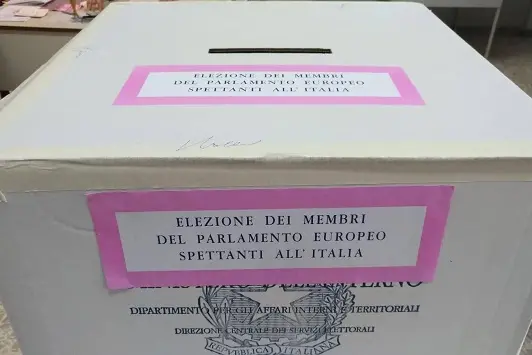 ELEZIONE DEI MEMBRI
DEL PARLAMENTO EUROPEO
SPETTANTI ALL'ITALIA
ELEZIONE DEI MEMBRI
DEL PARLAMENTO EUROPEO
SPETTANTI ALL'ITALIA
DIPARTIMENTO PER GLI AFFARI INTERNI E TERRITORIALI
DIREZIONE CENTRALE DEI SERVIZI ELETTORALI
REPVBBLICA ITALIANA